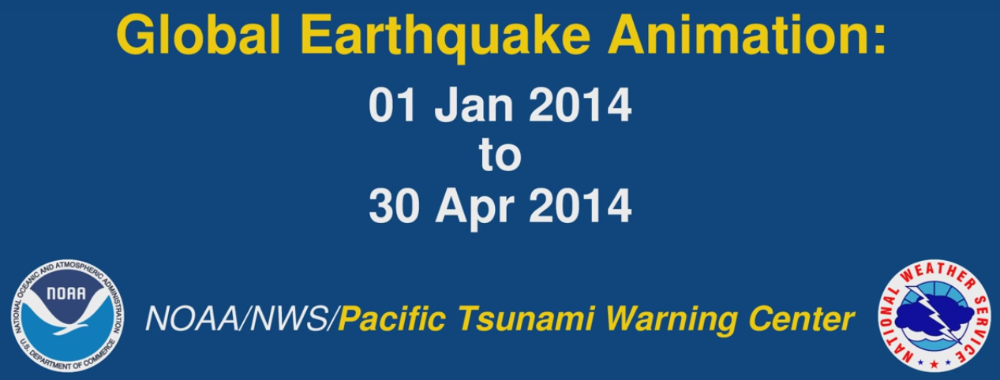 Global Earthquake Animation:
01 Jan 2014
to
30 Apr 2014
NATIONAL OCEANIC AND ATMOSPHERIC ADMINISTRATION
NOAA
U.S. DEPARTMENT OF COMMERCE
NOAA/NWS/Pacific Tsunami Warning Center
NATIONAL WEATHER SERVICE